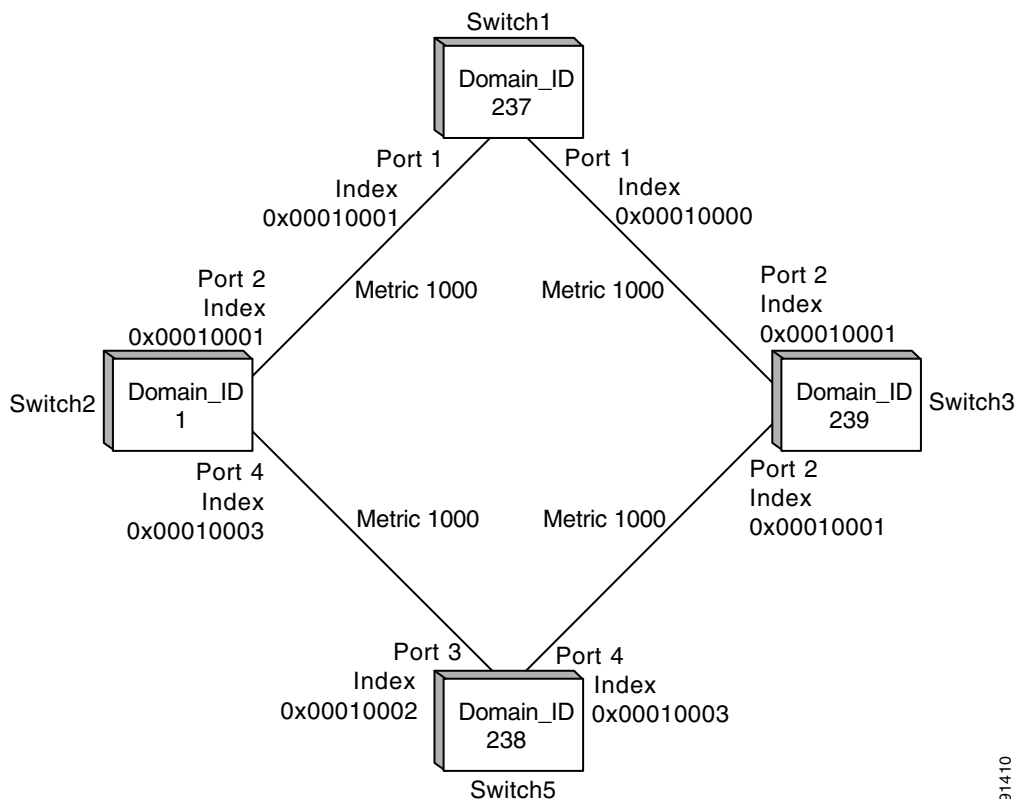 Switch1
Domain_ID
237
Port 1
Index
0x00010001
Port 1
Index
0x00010000
Port 2
Index
0x00010001
Metric 1000
Metric 1000
Port 2
Index
0x00010001
Switch2
Domain_ID
1
Domain_ID
239
Switch3
Port 4
Index
0x00010003
Metric 1000
Metric 1000
Port 2
Index
0x00010001
Port 3
Index
0x00010002
Port 4
Index
0x00010003
Domain_ID
238
Switch5
91410